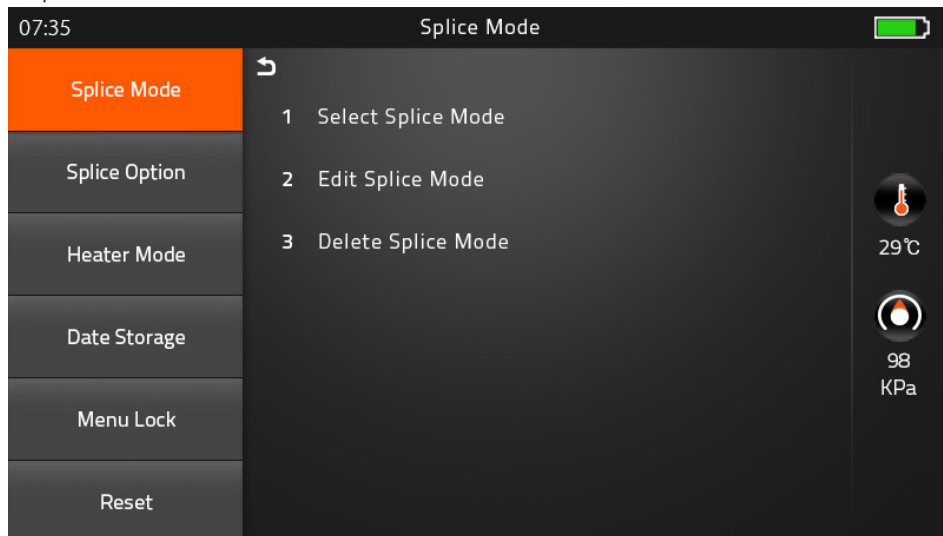 07:35
Splice Mode
Splice Mode
Splice Option
Heater Mode
Date Storage
Menu Lock
Reset
1 Select Splice Mode
2 Edit Splice Mode
3 Delete Splice Mode
29℃
98
KPa